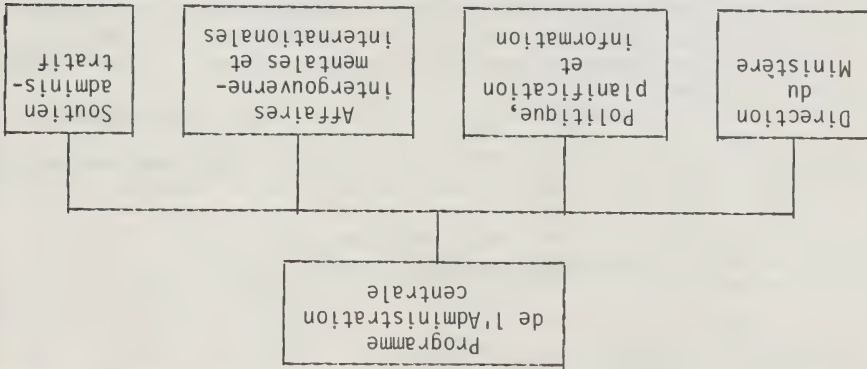 Programme
de l'Administration
centrale
Direction
du
Ministère
Politique,
planification
et
information
Affaires
intergouverne-
mentales et
internationales
Soutien
adminis-
tratif